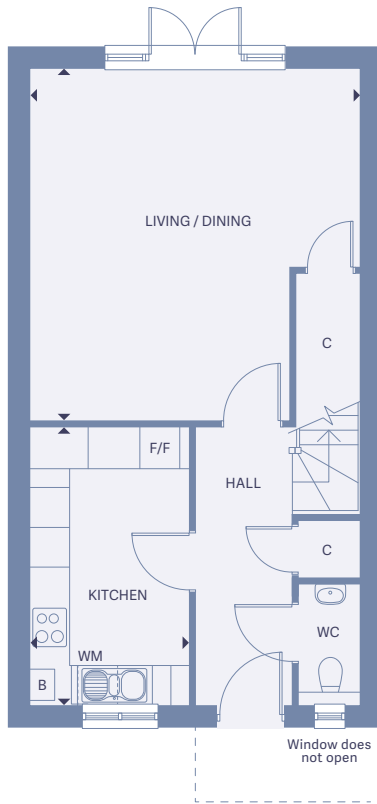 LIVING / DINING
C
F/F
HALL
C
KITCHEN
WC
WM
B
Window does
not open